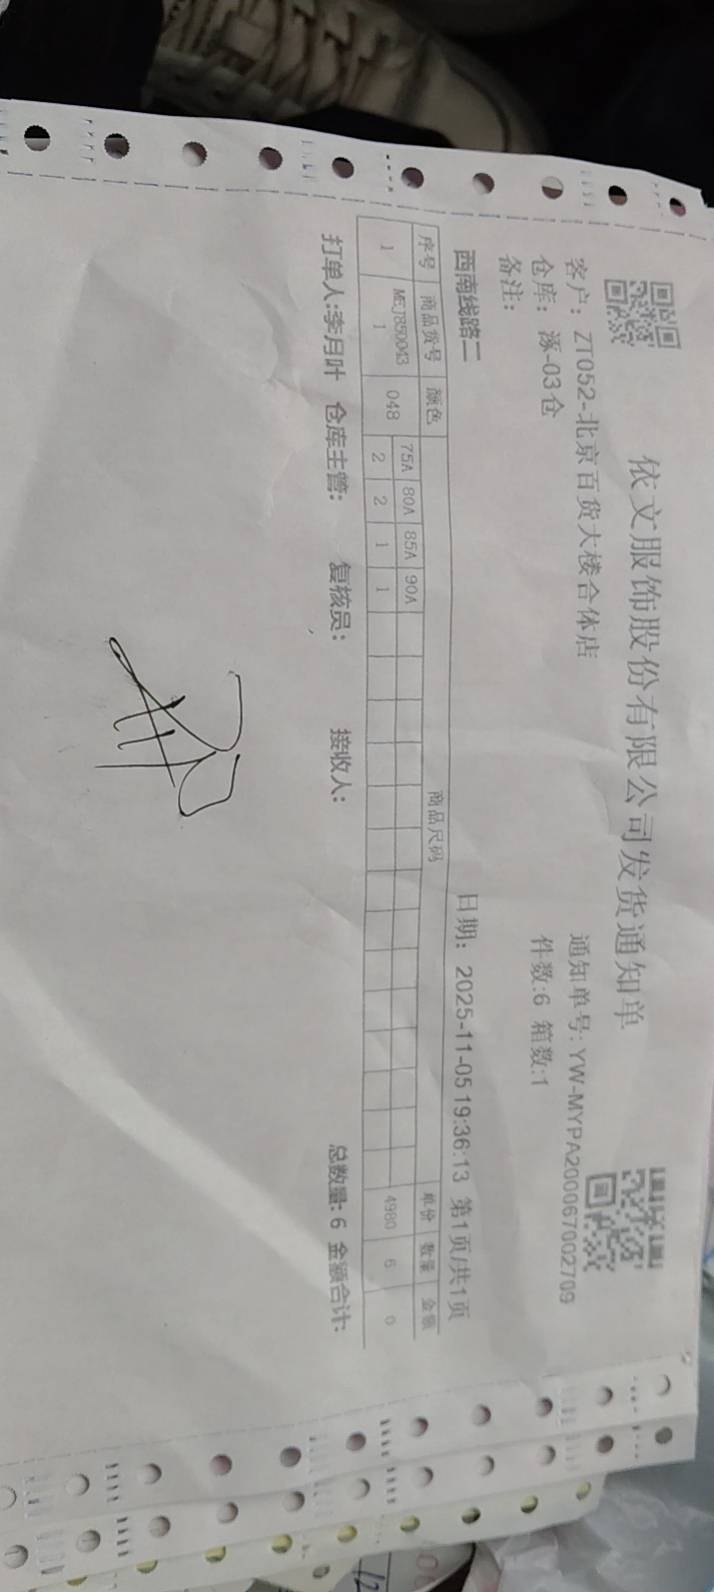 依文服饰股份有限公司发货通知单
客户：ZT052-北京百货大楼合体店 通知单号: YW-MYPA200067002709
仓库：涿-03仓 件数:6 箱数:1
备注：
西南线路二 日期：2025-11-05 19:36:13 第1页/共1页
序号 商品货号 颜色 商品尺码 单价 数量 金额
75A 80A 85A 90A
1 MEJ850043 048 2 2 1 1 4980 6 0
1
打单人:李月叶 仓库主管: 复核员: 接收人: 总数量: 6 金额合计: